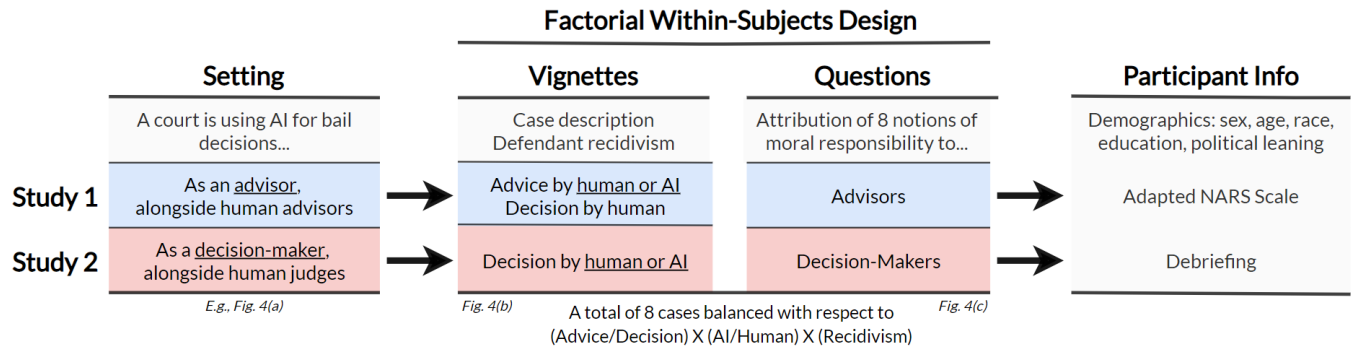 Factorial Within-Subjects Design
Setting
Vignettes
Questions
Participant Info
A court is using AI for bail
decisions...
Case description
Defendant recidivism
Attribution of 8 notions of
moral responsibility to...
Demographics: sex, age, race,
education, political leaning
Study 1
As an advisor,
alongside human advisors
Advice by human or AI
Decision by human
Advisors
Adapted NARS Scale
Study 2
As a decision-maker,
alongside human judges
Decision by human or AI
Decision-Makers
Debriefing
E.g., Fig. 4(a)
Fig. 4(b)
Fig. 4(c)
A total of 8 cases balanced with respect to
(Advice/Decision) X (AI/Human) X (Recidivism)